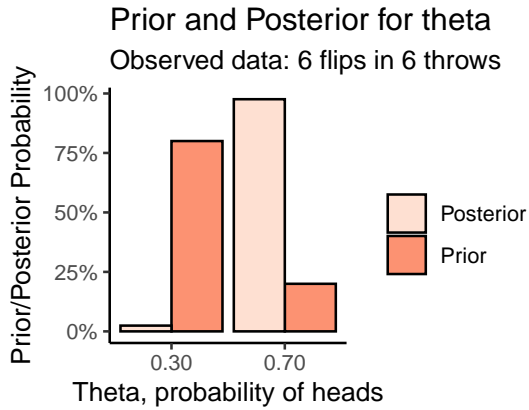 Prior and Posterior for theta
Observed data: 6 flips in 6 throws
Prior/Posterior Probability
100%
75%
50%
25%
0%
0.30
0.70
Theta, probability of heads
Posterior
Prior